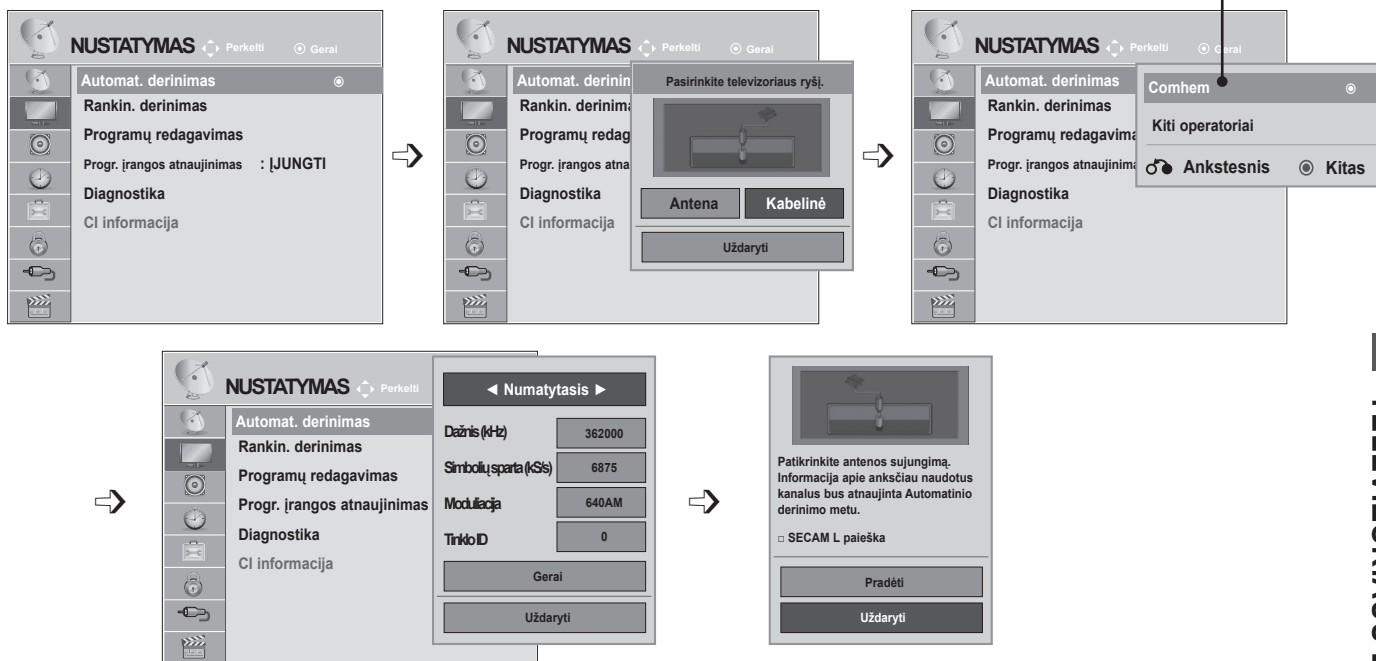 NUSTATYMAS Perkelti Gerai
Automat. derinimas
Rankin. derinimas
Programų redagavimas
Progr. įrangos atnaujinimas : ĮJUNGTI
Diagnostika
CI informacija
NUSTATYMAS Perkelti Gerai
Automat. derinim
Rankin. derinima
Programų redag
Progr. įrangos atna
Diagnostika
CI informacija
Pasirinkite televizoriaus ryšį.
Antena Kabelinė
Uždaryti
NUSTATYMAS Perkelti Gerai
Automat. derinimas
Rankin. derinimas
Programų redagavima
Progr. įrangos atnaujinima
Diagnostika
CI informacija
Comhem
Kiti operatoriai
Ankstesnis Kitas
NUSTATYMAS Perkelti
Automat. derinimas
Rankin. derinimas
Programų redagavimas
Progr. įrangos atnaujinimas
Diagnostika
CI informacija
◄ Numatytasis ►
Dažnis (kHz) 362000
Simbolių sparta (kS/s) 6875
Moduliacija 640AM
Tinklo ID 0
Gerai
Uždaryti
Patikrinkite antenos sujungimą.
Informacija apie anksčiau naudotus
kanalus bus atnaujinta Automatinio
derinimo metu.
□ SECAM L paieška
Pradėti
Uždaryti